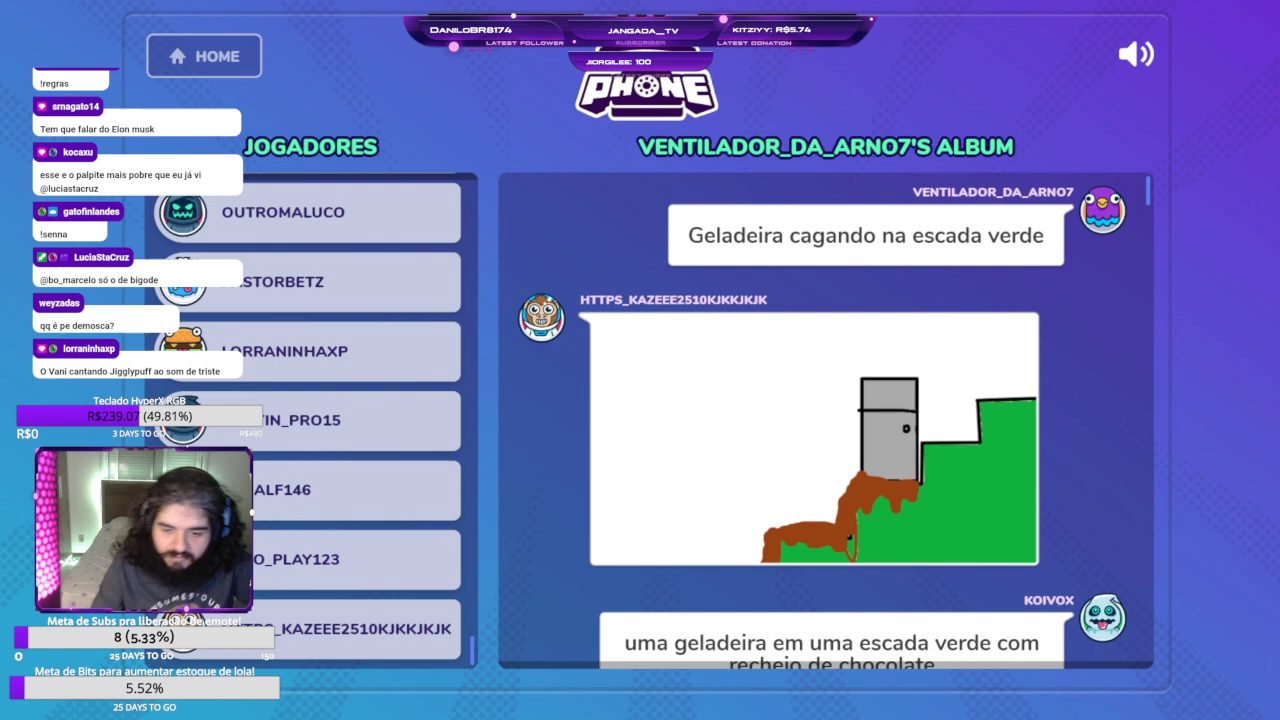 DANILOBR8174
LATEST FOLLOWER
JANGADA__TV
SUBSCRIBER
KITZIYY: R$5.74
LATEST DONATION
JIORGILEE: 100
HOME
PHONE
!regras
smagato14
Tem que falar do Elon musk
kocaxu
esse e o palpite mais pobre que eu já vi
@luciastacruz
gatofinlandes
!senna
LuciaStaCruz
@bo_marcelo só o de bigode
weyzadas
qq é pe demosca?
lorraninhaxp
O Vani cantando Jigglypuff ao som de triste
JOGADORES
OUTROMALUCO
STORBETZ
LORRANINHAXP
IN_PRO15
ALF146
O_PLAY123
TPS_KAZEEE2510KJKKJKJK
Teclado HyperX RGB
R$239.07 (49.81%)
R$0
3 DAYS TO GO
R$480
Meta de Subs pra liberacão de emote!
8 (5.33%)
0
25 DAYS TO GO
150
Meta de Bits para aumentar estoque de lola!
5.52%
25 DAYS TO GO
VENTILADOR_DA_ARNO7'S ALBUM
VENTILADOR_DA_ARNO7
Geladeira cagando na escada verde
HTTPS_KAZEEE2510KJKKJKJK
KOIVOX
uma geladeira em uma escada verde com
recheio de chocolate